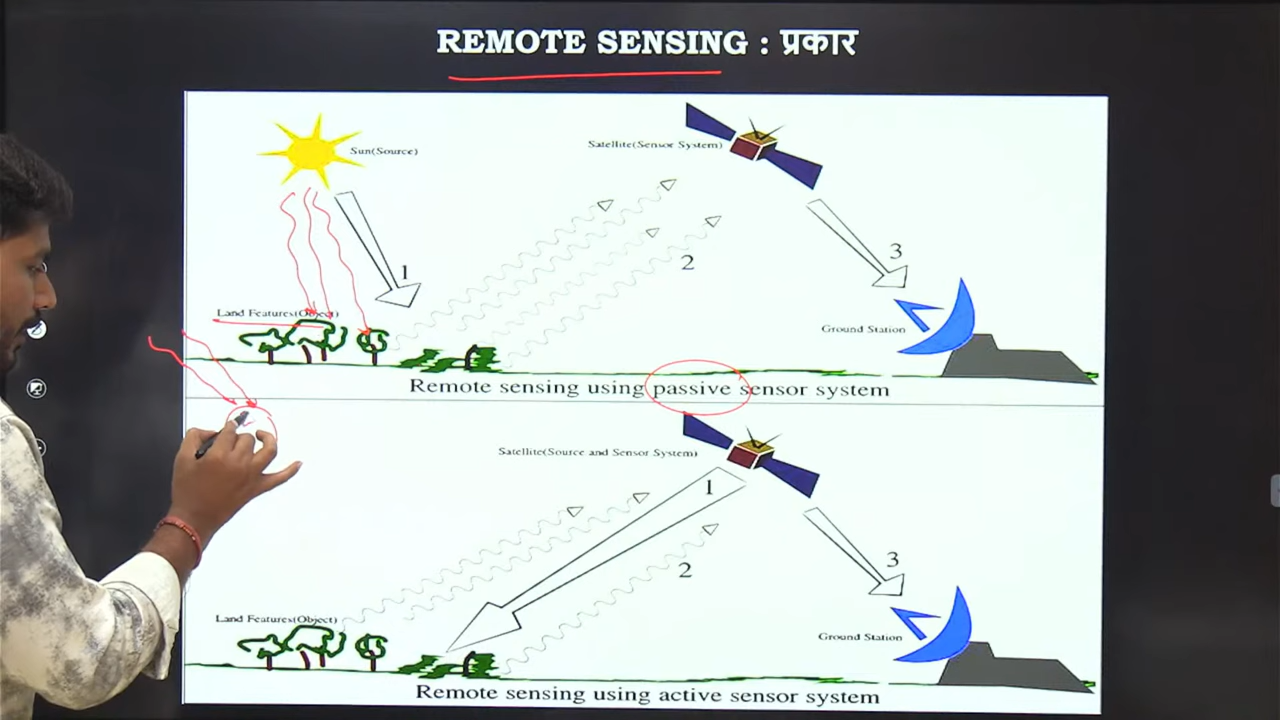 REMOTE SENSING : प्रकार
Sun(Source)
Satellite(Sensor System)
1
2
3
Land Features(Object)
Ground Station
Remote sensing using passive sensor system
Satellite(Source and Sensor System)
1
2
3
Land Features(Object)
Ground Station
Remote sensing using active sensor system